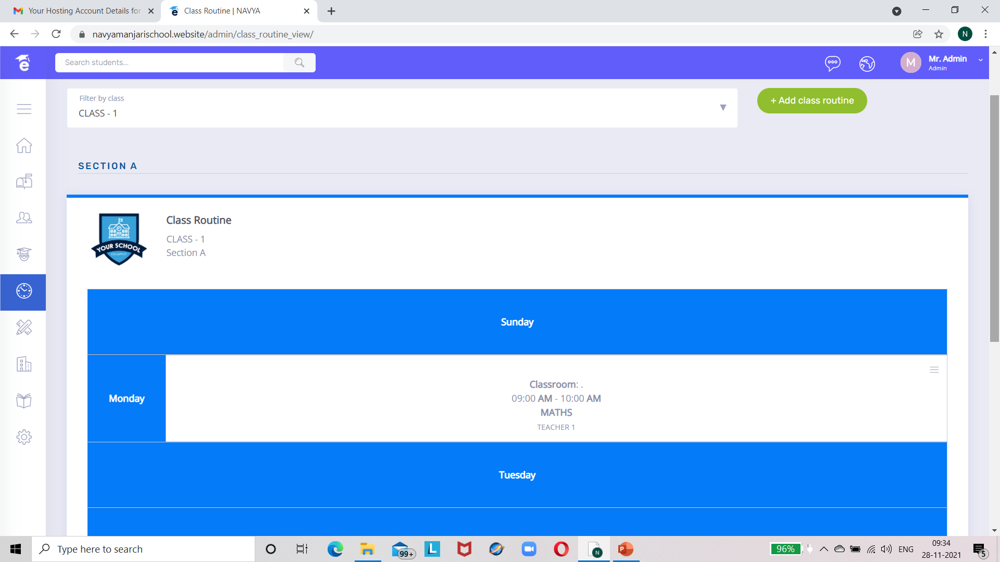 Your Hosting Account Details for
Class Routine | NAVYA
navyamanjarischool.website/admin/class_routine_view/
N
e
Search students...
M
Mr. Admin
Admin
Filter by class
CLASS - 1
+ Add class routine
SECTION A
YOUR SCHOOL
Class Routine
CLASS - 1
Section A
Sunday
Monday
Classroom: .
09:00 AM - 10:00 AM
MATHS
TEACHER 1
Tuesday
Type here to search
99+
L
N
P
96%
ENG
09:34
28-11-2021
5